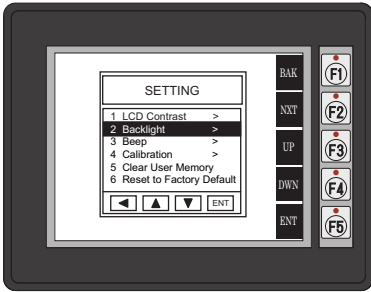 SETTING
1 LCD Contrast >
2 Backlight >
3 Beep >
4 Calibration >
5 Clear User Memory
6 Reset to Factory Default
ENT
BAK
NXT
UP
DWN
ENT
F1
F2
F3
F4
F5